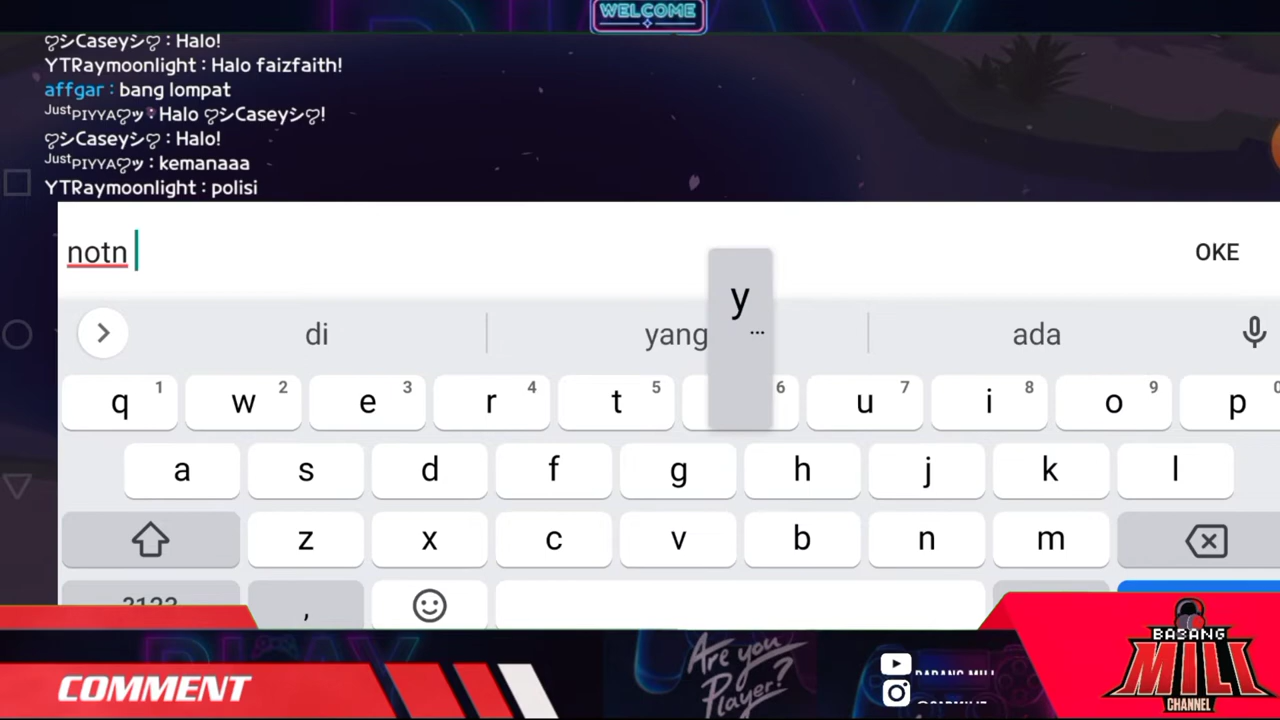 WELCOME
ღシCaseyシღ : Halo!
YTRaymoonlight : Halo faizfaith!
affgar : bang lompat
ᴶᵘˢᵗPIYYAღッ : Halo ღシCaseyシღ!
ღシCaseyシღ : Halo!
ᴶᵘˢᵗPIYYAღッ : kemanaaa
YTRaymoonlight : polisi
notn
OKE
y
...
di yang ada
q 1 w 2 e 3 r 4 t 5 6 u 7 i 8 o 9 p
a s d f g h j k l
z x c v b n m
?123 ,
COMMENT
Are you Player?
BABANG MILI
BABANG
MILI
CHANNEL